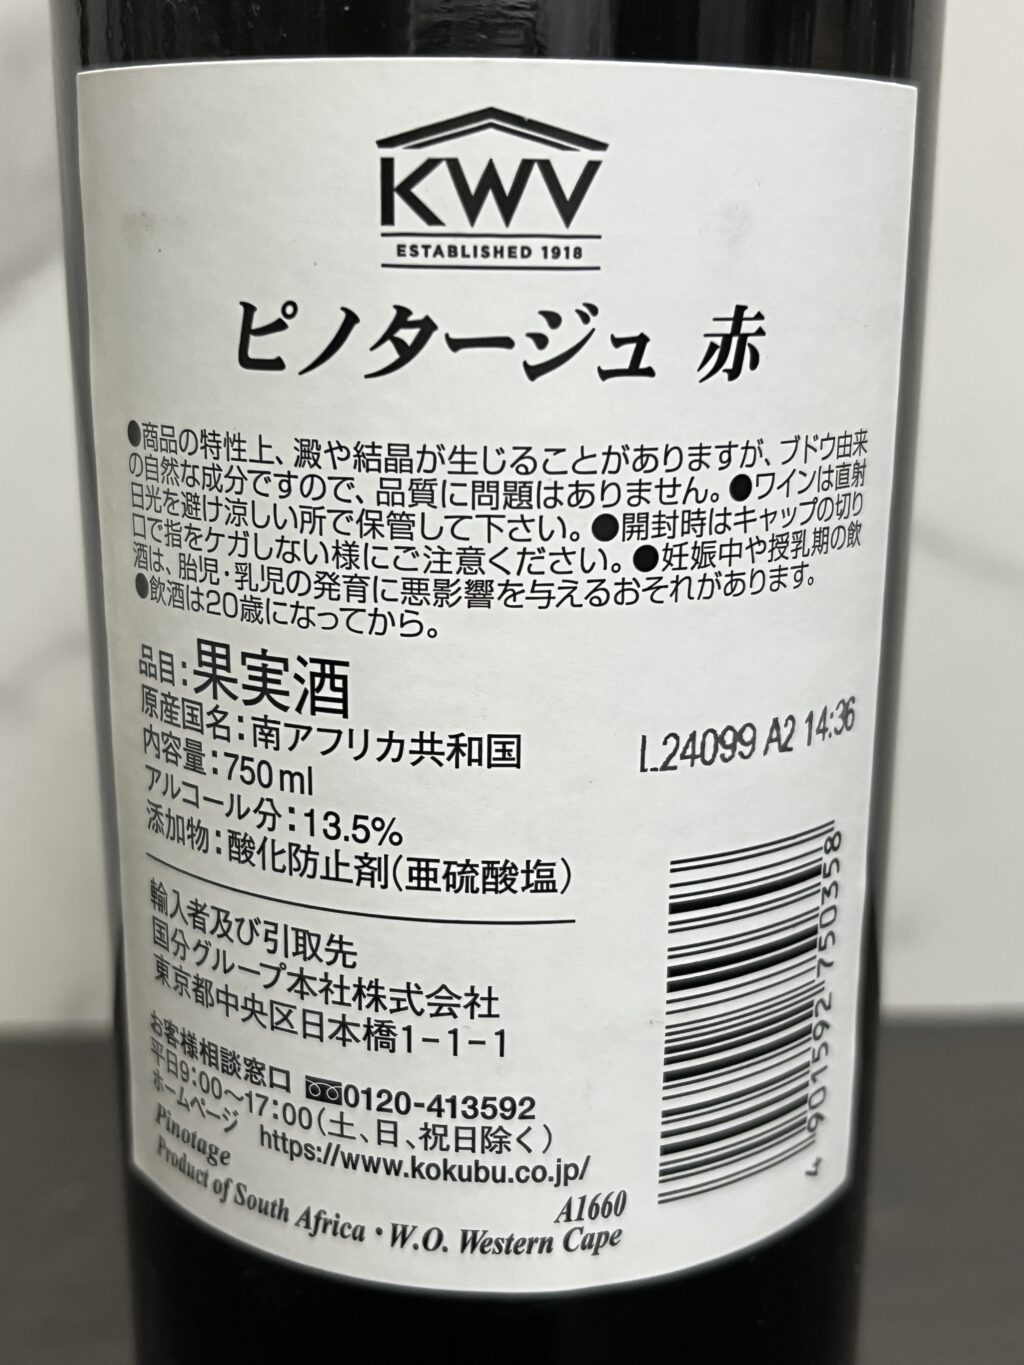 KWV
ESTABLISHED 1918
ピノタージュ 赤
●商品の特性上、澱や結晶が生じることがありますが、ブドウ由来
の自然な成分ですので、品質に問題はありません。●ワインは直射
日光を避け涼しい所で保管して下さい。●開封時はキャップの切り
口で指をケガしない様にご注意ください。●妊娠中や授乳期の飲
酒は、胎児・乳児の発育に悪影響を与えるおそれがあります。
●飲酒は20歳になってから。
品目：果実酒
原産国名：南アフリカ共和国
内容量：750ml
アルコール分：13.5%
添加物：酸化防止剤(亜硫酸塩)
L24099 A2 14:36
輸入者及び引取先
国分グループ本社株式会社
東京都中央区日本橋1-1-1
お客様相談窓口 0120-413592
平日9:00〜17:00(土、日、祝日除く)
ホームページ https://www.kokubu.co.jp/
Pinotage
A1660
Product of South Africa・W.O. Western Cape
4 901592 750358